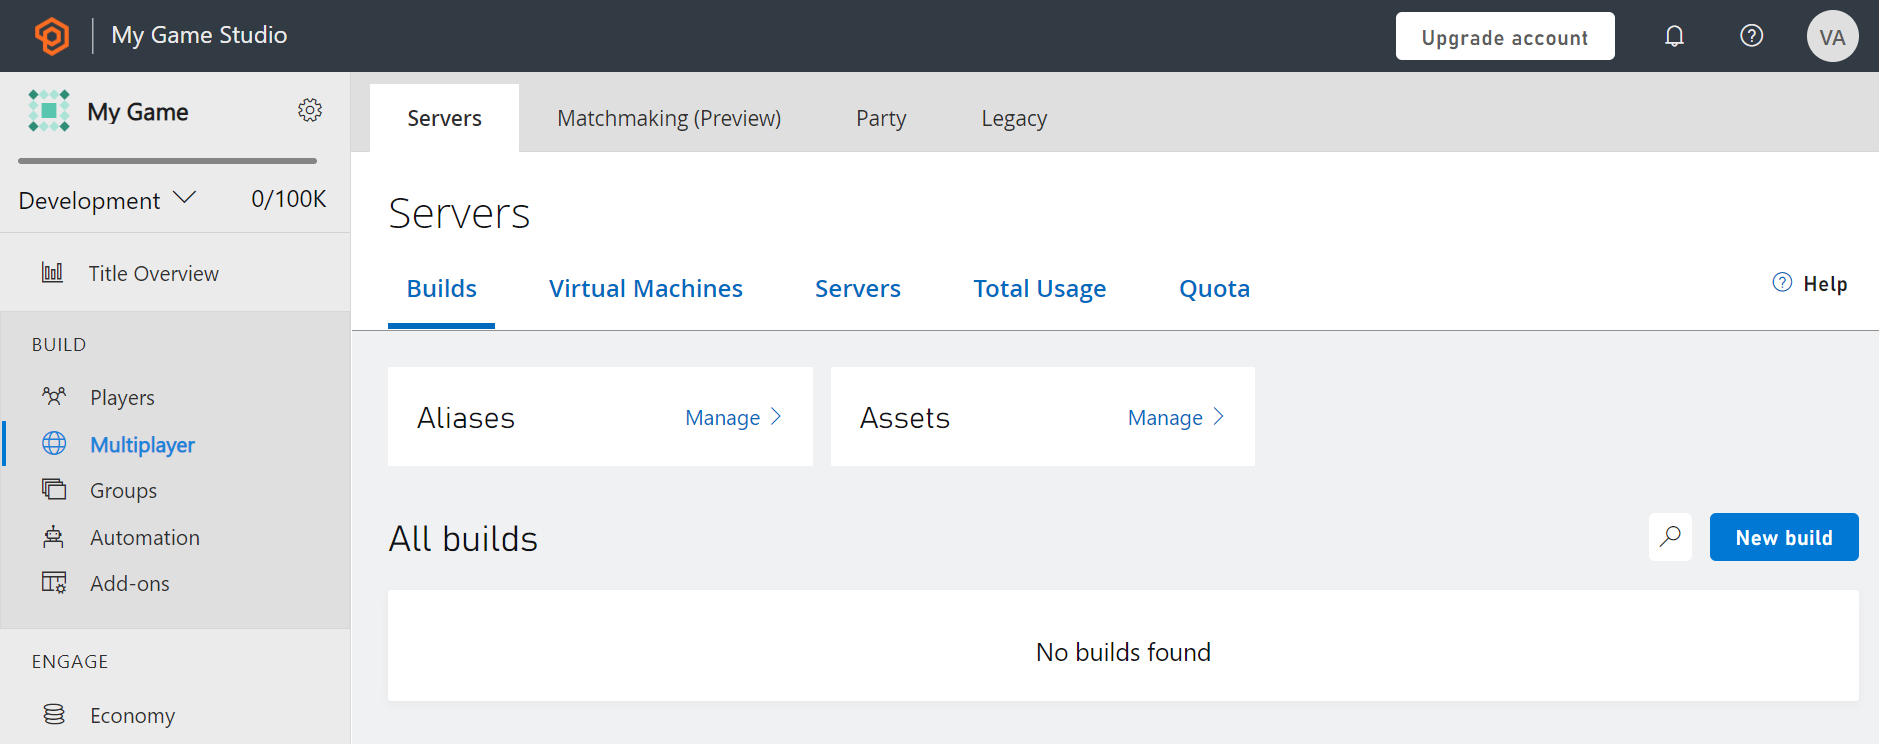 My Game Studio
Upgrade account
VA
My Game
Development 0/100K
Title Overview
BUILD
Players
Multiplayer
Groups
Automation
Add-ons
ENGAGE
Economy
Servers Matchmaking (Preview) Party Legacy
Servers
Builds Virtual Machines Servers Total Usage Quota
? Help
Aliases Manage >
Assets Manage >
All builds
New build
No builds found